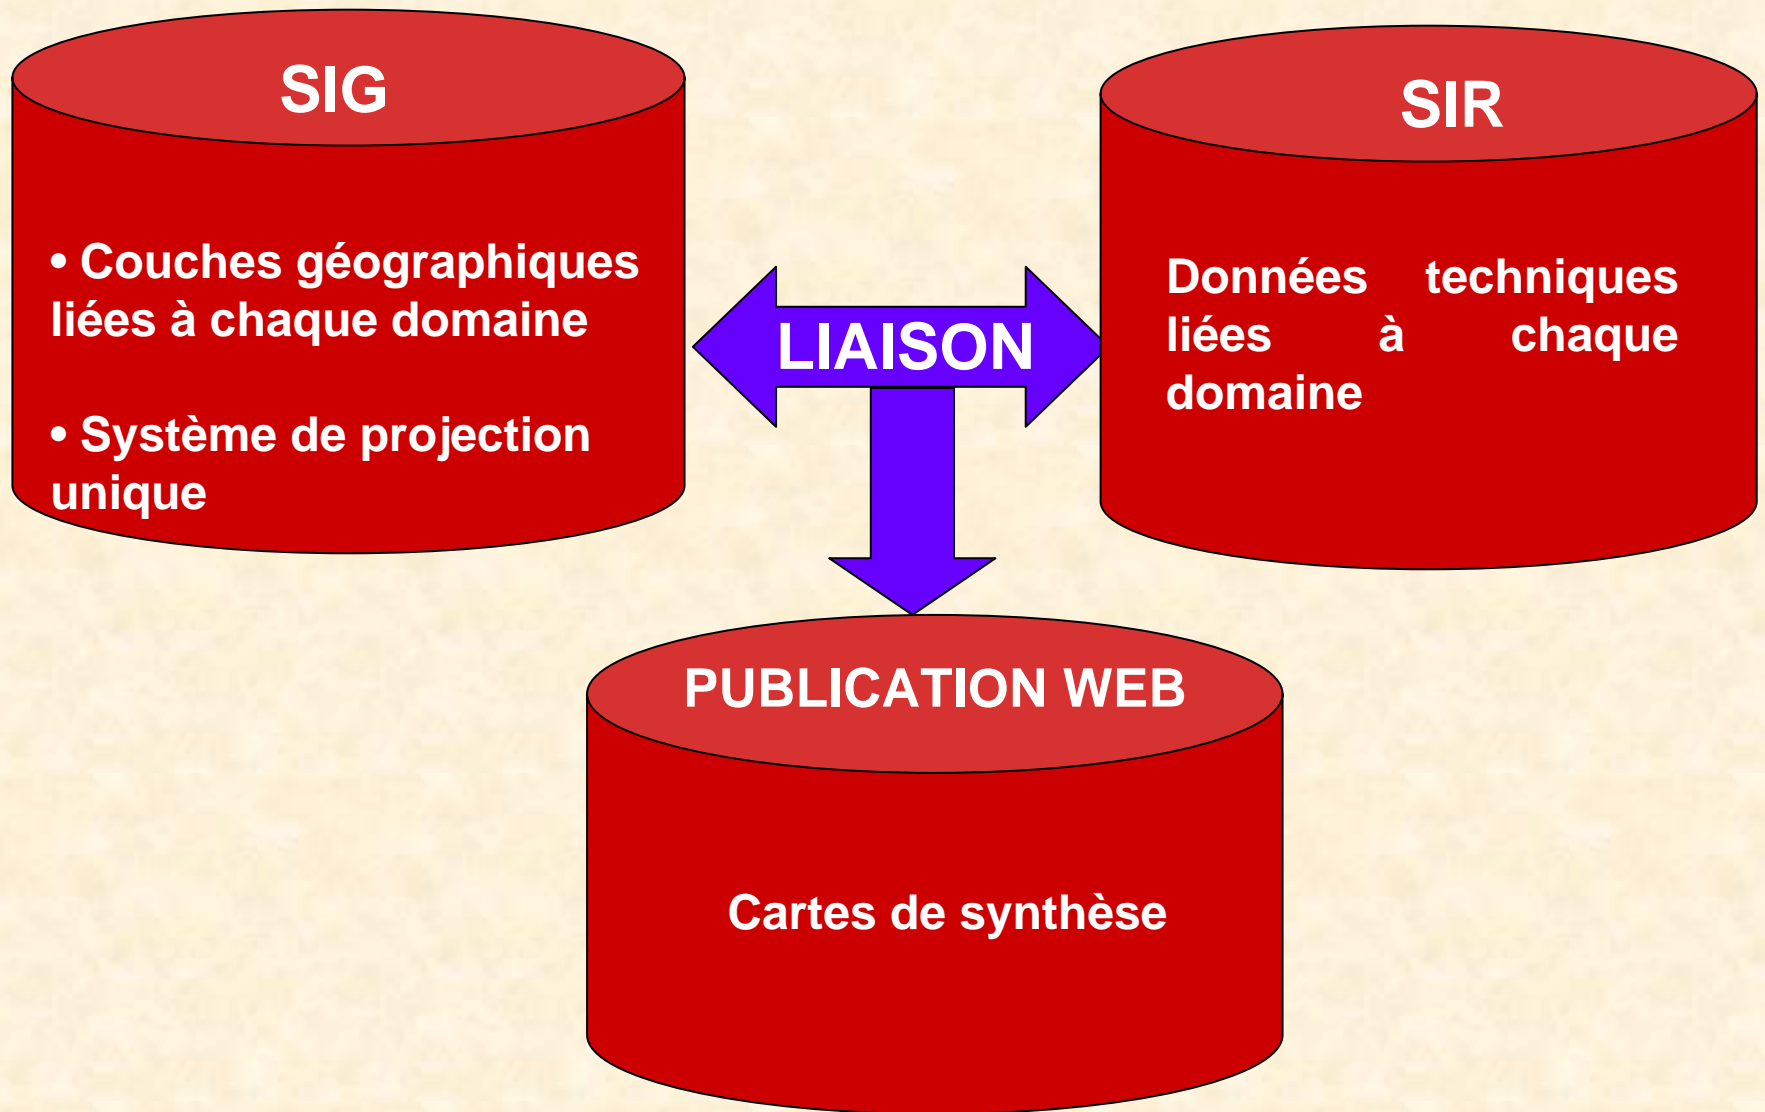 SIG
• Couches géographiques
liées à chaque domaine
• Système de projection
unique
LIAISON
SIR
Données techniques
liées à chaque
domaine
PUBLICATION WEB
Cartes de synthèse